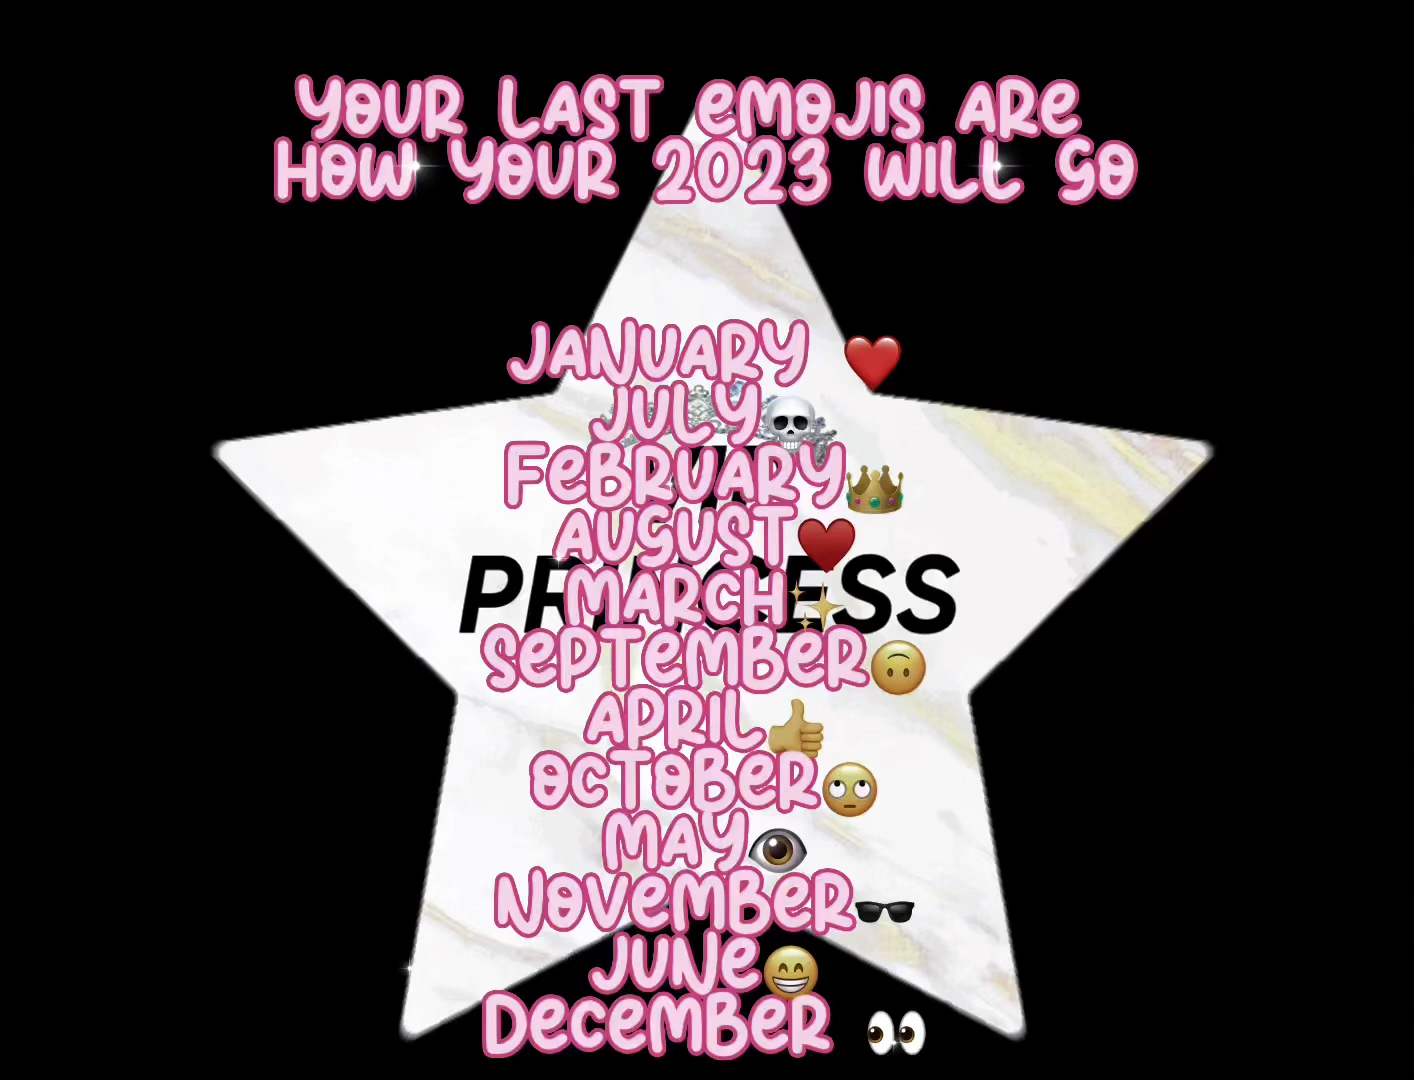 YOUR LAST EMOJIS ARE
HOW YOUR 2023 WILL GO
JANUARY ❤️
JULY💀
FEBRUARY👑
AUGUST♥️
MARCH✨
PRINCESS
SEPTEMBER🙃
APRIL👍
OCTOBER🙄
MAY👁️
NOVEMBER🕶️
JUNE😁
DECEMBER 👀